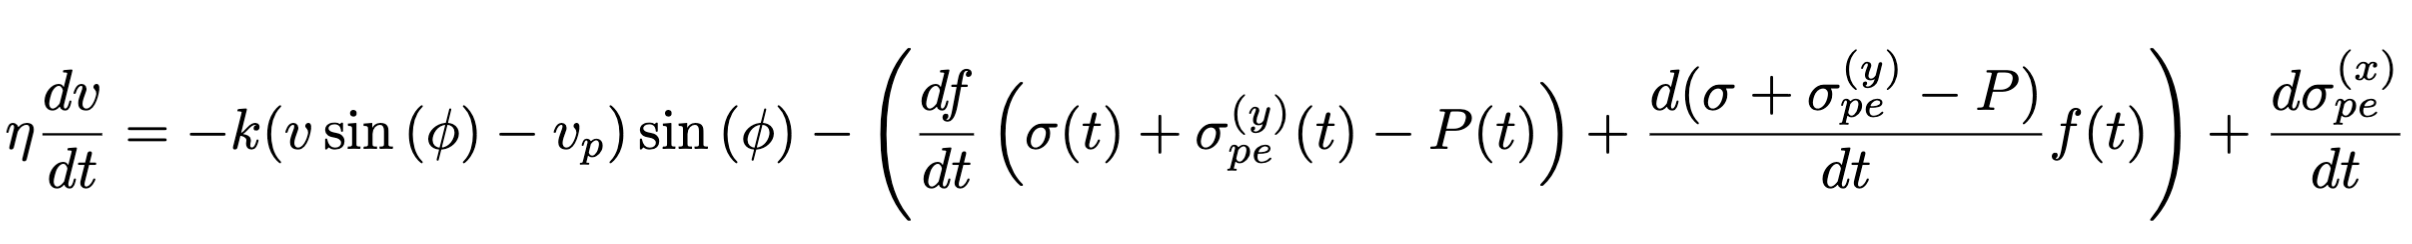 η dv/dt = −k(v sin (ϕ) − v_p) sin (ϕ) − ( df/dt ( σ(t) + σ_pe^(y)(t) − P(t) ) + d(σ + σ_pe^(y) − P)/dt f(t) ) + dσ_pe^(x)/dt